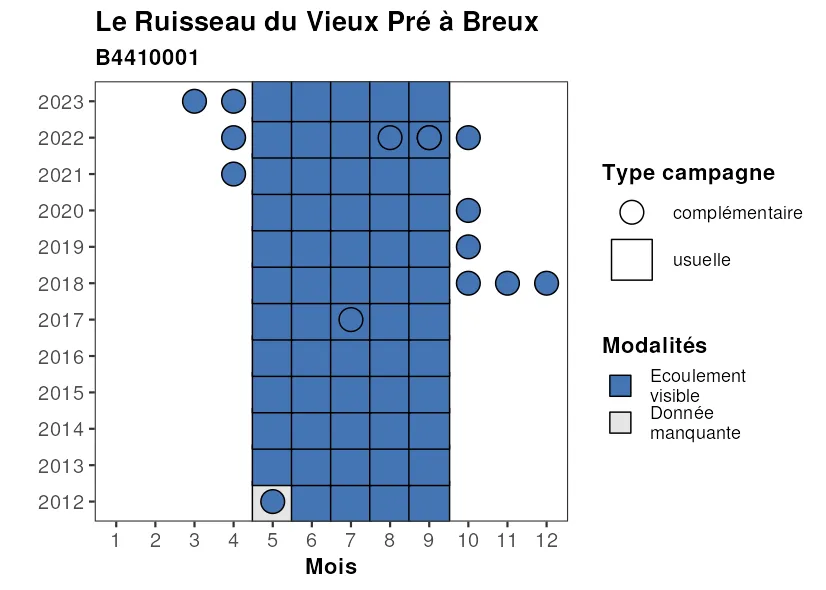 Le Ruisseau du Vieux Pré à Breux
B4410001
2023
2022
2021
2020
2019
2018
2017
2016
2015
2014
2013
2012
1 2 3 4 5 6 7 8 9 10 11 12
Mois
Type campagne
complémentaire
usuelle
Modalités
Ecoulement
visible
Donnée
manquante